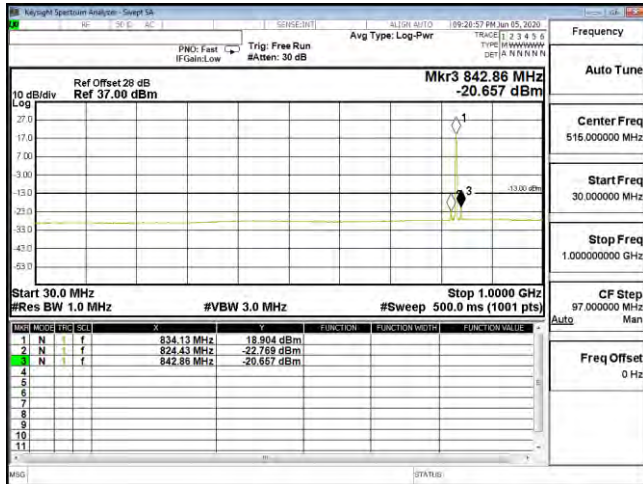 Keysight Spectrum Analyzer - Swept SA
RF 50 Ω AC SENSE:INT ALIGN AUTO 09:20:57 PM Jun 05, 2020
Avg Type: Log-Pwr
TRACE 1 2 3 4 5 6
TYPE M WWWWW
DET A N N N N N
PNO: Fast
IFGain:Low
Trig: Free Run
#Atten: 30 dB
Frequency
Auto Tune
Ref Offset 28 dB
Ref 37.00 dBm
10 dB/div
Log
Mkr3 842.86 MHz
-20.657 dBm
27.0
17.0
7.00
-3.00
-13.0
-23.0
-33.0
-43.0
-53.0
1
3
-13.00 dBm
Center Freq
515.000000 MHz
Start Freq
30.000000 MHz
Stop Freq
1.000000000 GHz
CF Step
97.000000 MHz
Auto Man
Freq Offset
0 Hz
Start 30.0 MHz Stop 1.0000 GHz
#Res BW 1.0 MHz #VBW 3.0 MHz #Sweep 500.0 ms (1001 pts)
MKR MODE TRC SCL X Y FUNCTION FUNCTION WIDTH FUNCTION VALUE
1 N 1 f 834.13 MHz 18.904 dBm
2 N 1 f 824.43 MHz -22.769 dBm
3 N 1 f 842.86 MHz -20.657 dBm
4
5
6
7
8
9
10
11
MSG STATUS